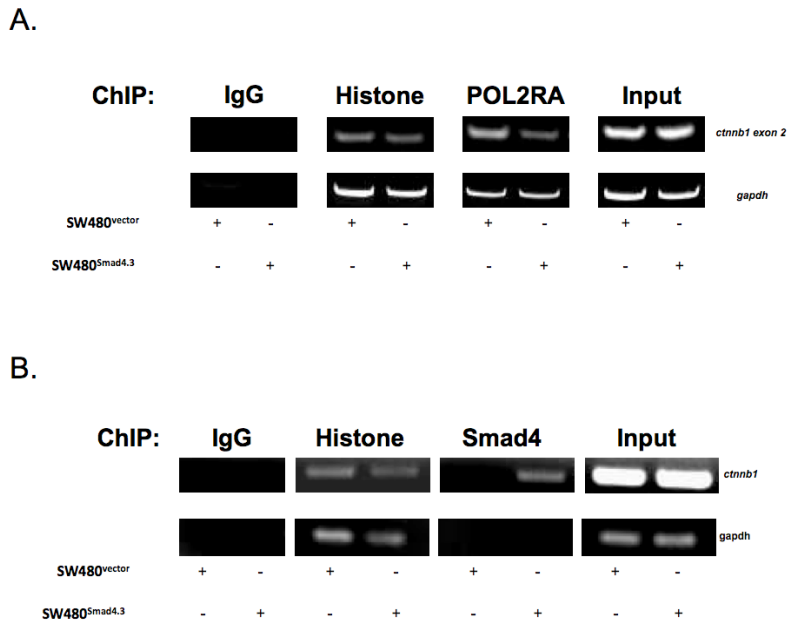 A.
ChIP: IgG Histone POL2RA Input
ctnnb1 exon 2
gapdh
SW480vector + - + - + - + -
SW480Smad4.3 - + - + - + - +
B.
ChIP: IgG Histone Smad4 Input
ctnnb1
gapdh
SW480vector + - + - + - + -
SW480Smad4.3 - + - + - + - +